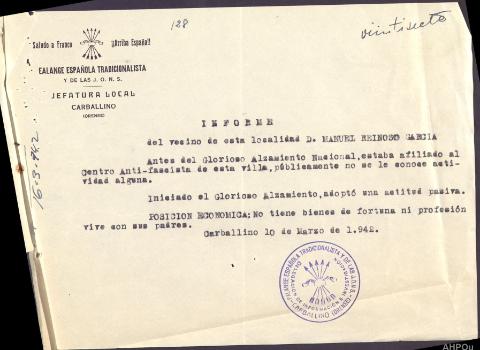 128
vintisiete
Saludo a Franco ¡Arriba España!
FALANGE ESPAÑOLA TRADICIONALISTA
Y DE LAS J. O. N. S.
JEFATURA LOCAL
CARBALLINO
(ORENSE)
16-3-942
INFORME
del vecino de esta localidad D. MANUEL REINOSO GARCIA
Antes del Glorioso Alzamiento Nacional,estaba afiliado al
Centro Anti-fascista de esta villa,públicamente no se le conoce acti-
vidad alguna.
Iniciado el Glorioso Alzamiento,adoptó una actitud pasiva.
POSICION ECONOMICA;No tiene bienes de fortuna ni profesión
vive con sus padres.
Carballino 10 de Marzo de 1.942.
FALANGE ESPAÑOLA TRADICIONALISTA Y DE LAS J.O.N.S.
CARBALLINO (ORENSE)
AHPOu